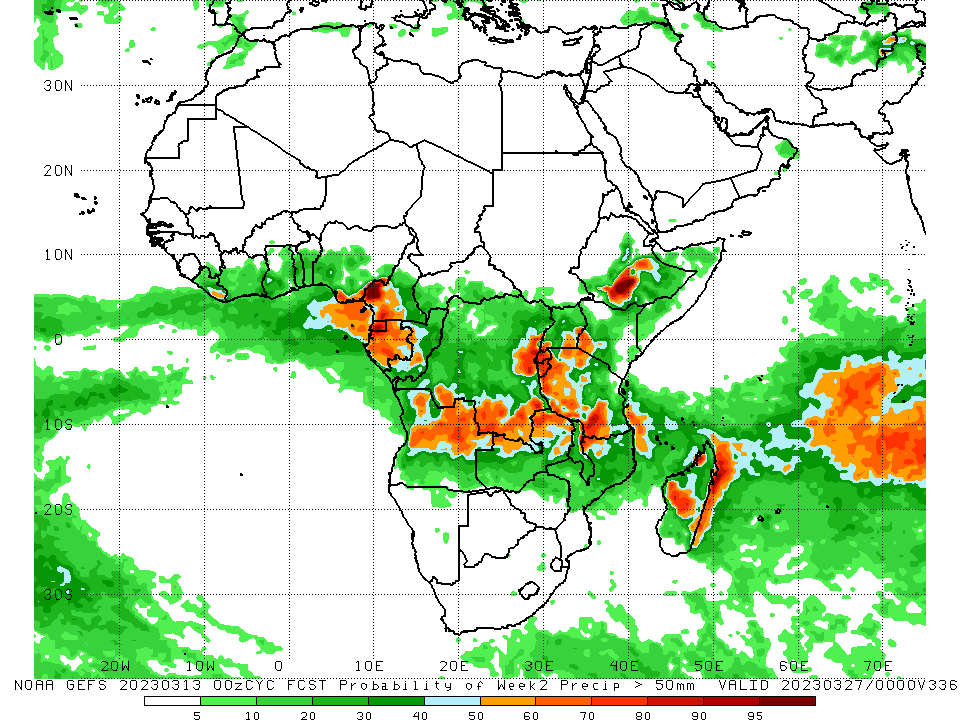 30N
20N
10N
0
10S
20S
30S
20W 10W 0 10E 20E 30E 40E 50E 60E 70E
NOAA GEFS 20230313 00zCYC FCST Probability of Week2 Precip > 50mm VALID 20230327/0000V336
5 10 20 30 40 50 60 70 80 90 95